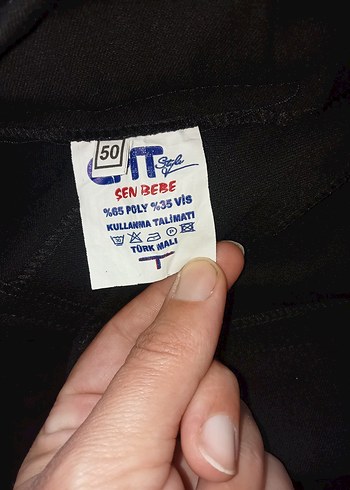 50
Style
ŞEN BEBE
%65 POLY %35 VİS
KULLANMA TALİMATI
TÜRK MALI